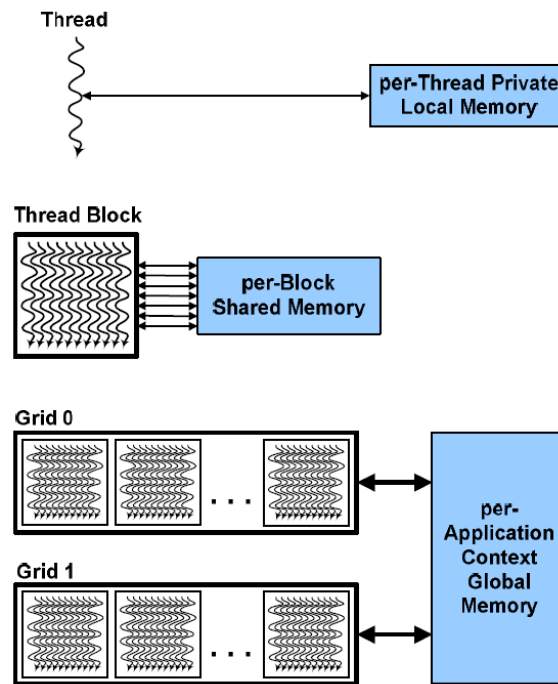 Thread
per-Thread Private
Local Memory
Thread Block
per-Block
Shared Memory
Grid 0
. . .
Grid 1
. . .
per-
Application
Context
Global
Memory